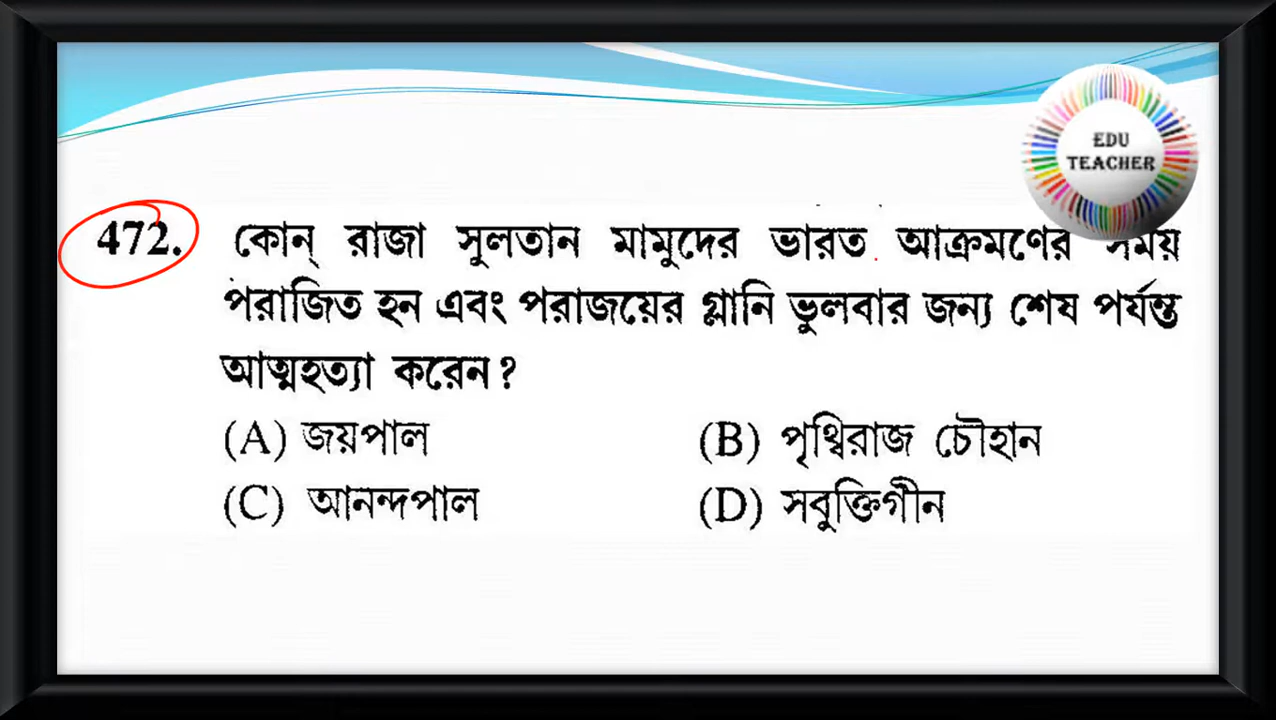 EDU
TEACHER
472. কোন্ রাজা সুলতান মামুদের ভারত আক্রমণের সময়
পরাজিত হন এবং পরাজয়ের গ্লানি ভুলবার জন্য শেষ পর্যন্ত
আত্মহত্যা করেন?
(A) জয়পাল (B) পৃথ্বিরাজ চৌহান
(C) আনন্দপাল (D) সবুক্তিগীন